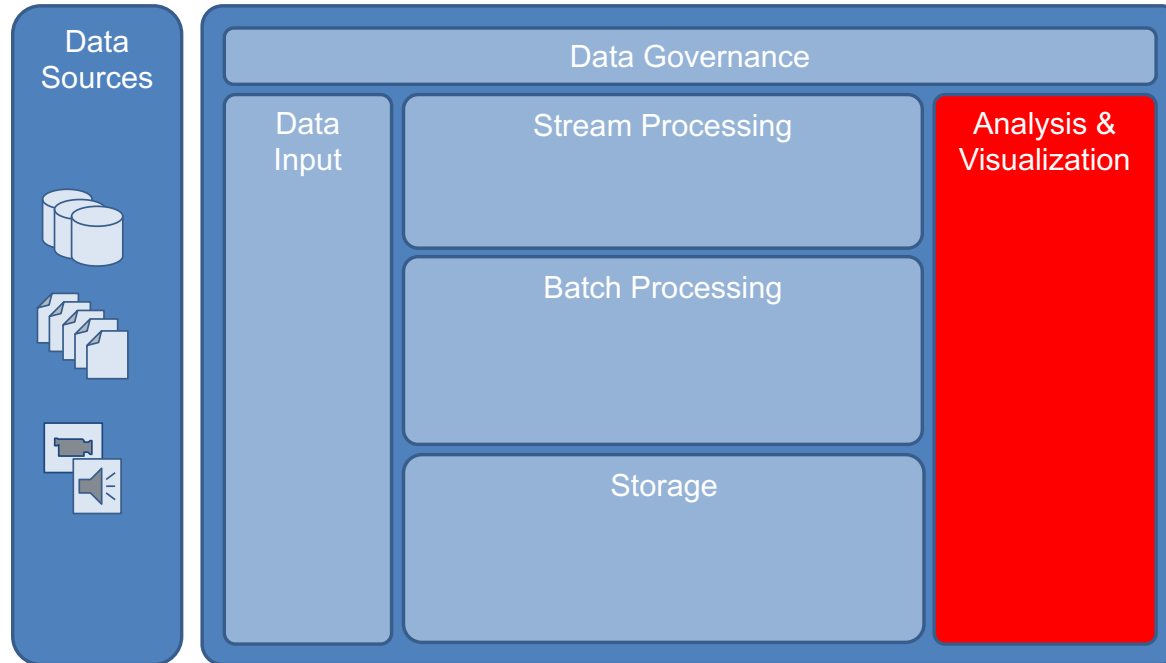 Data
Sources
Data Governance
Data
Input
Stream Processing
Batch Processing
Storage
Analysis &
Visualization